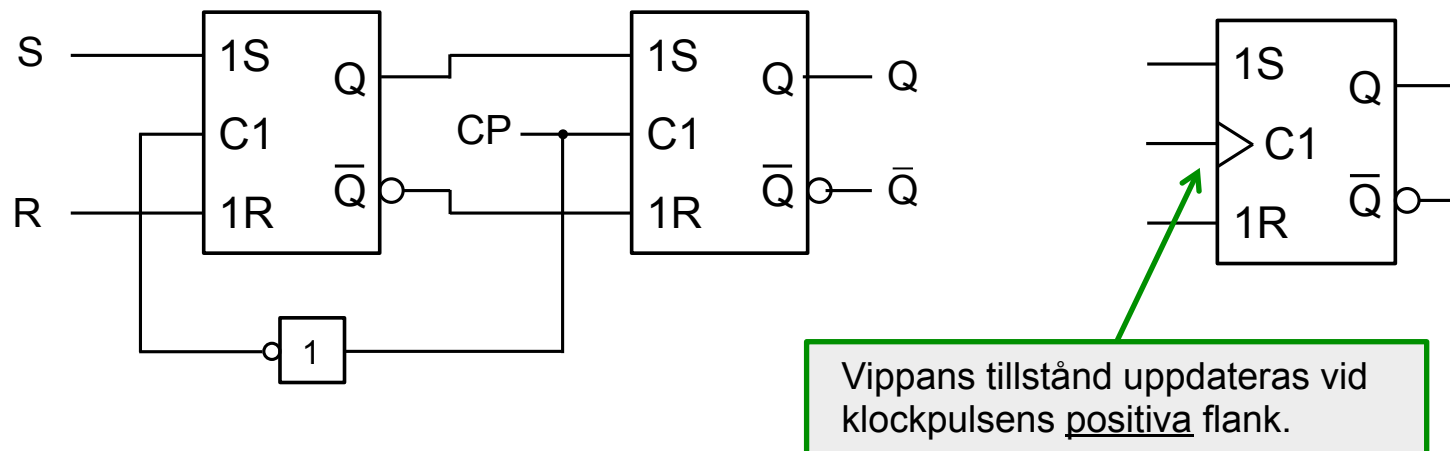 S
1S
Q
C1
R
1R
Q̅
CP
1S
Q
Q
C1
Q̅
Q̅
1R
1
1S
Q
C1
Q̅
1R
Vippans tillstånd uppdateras vid
klockpulsens positiva flank.